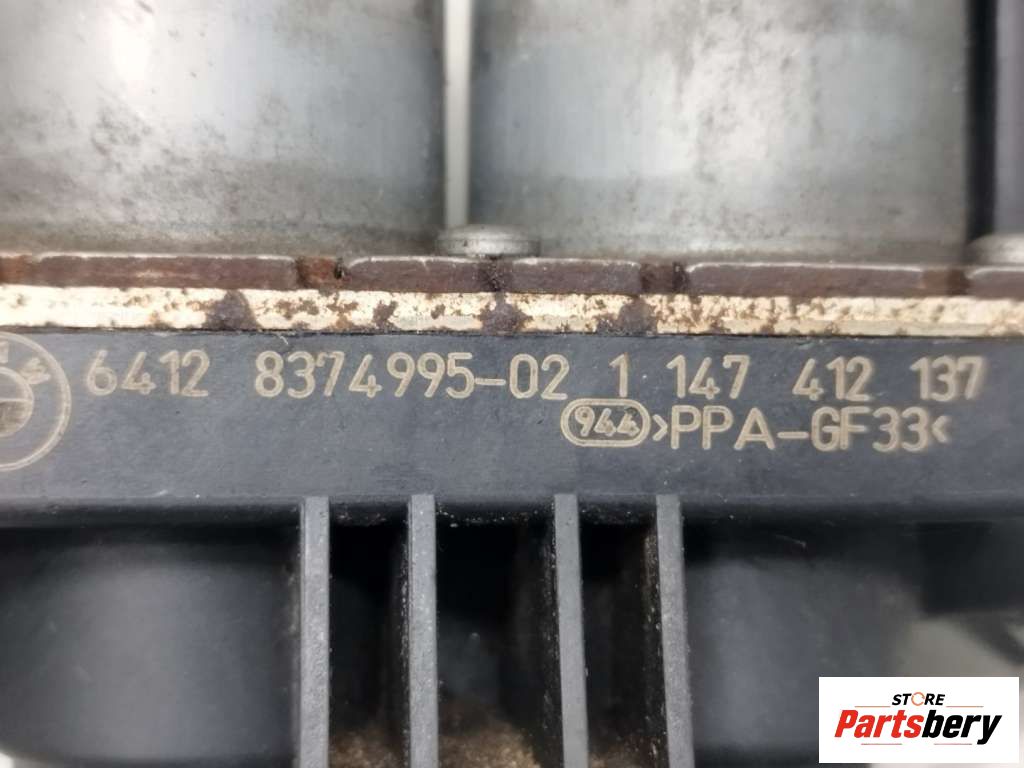 6412 8374995-02 1 147 412 137
944 >PPA-GF33<
STORE
Partsbery